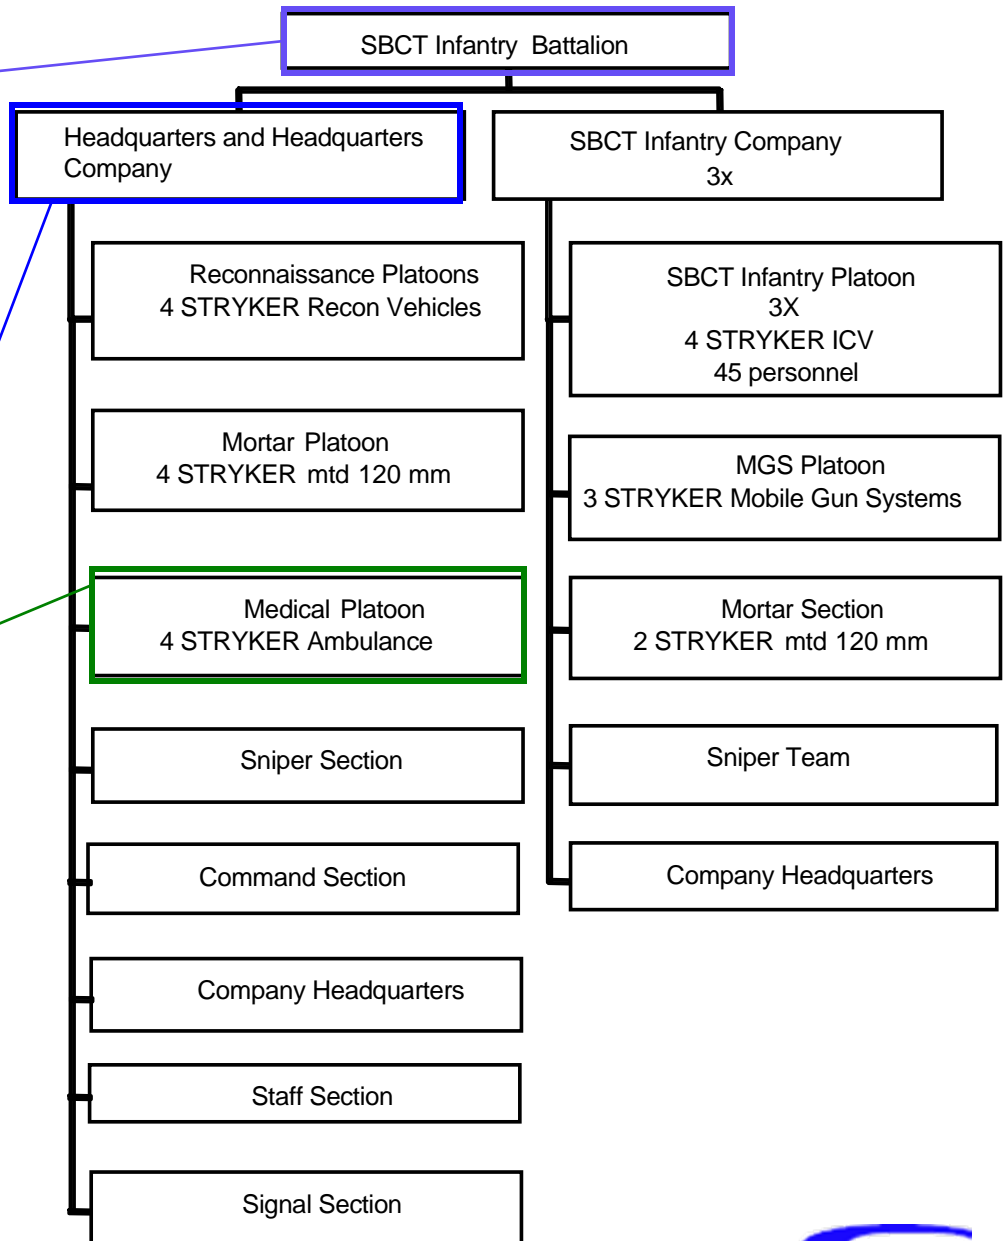 SBCT Infantry Battalion
Headquarters and Headquarters
Company
SBCT Infantry Company
3x
Reconnaissance Platoons
4 STRYKER Recon Vehicles
Mortar Platoon
4 STRYKER mtd 120 mm
Medical Platoon
4 STRYKER Ambulance
Sniper Section
Command Section
Company Headquarters
Staff Section
Signal Section
SBCT Infantry Platoon
3X
4 STRYKER ICV
45 personnel
MGS Platoon
3 STRYKER Mobile Gun Systems
Mortar Section
2 STRYKER mtd 120 mm
Sniper Team
Company Headquarters